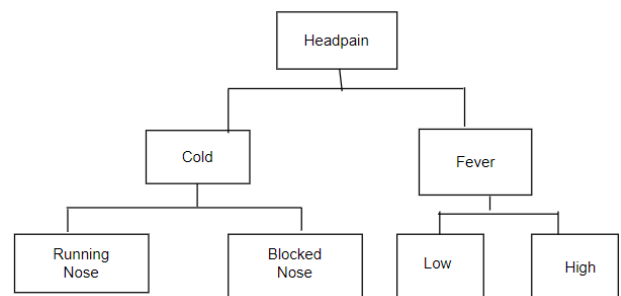 Headpain
Cold
Fever
Running
Nose
Blocked
Nose
Low
High